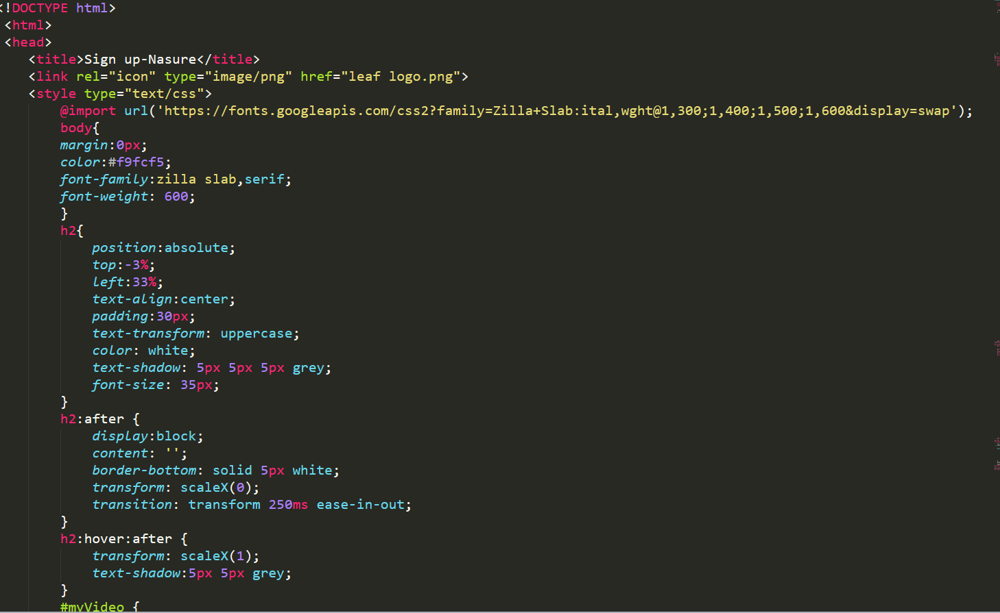 <!DOCTYPE html>
<html>
<head>
<title>Sign up-Nasure</title>
<link rel="icon" type="image/png" href="leaf logo.png">
<style type="text/css">
@import url('https://fonts.googleapis.com/css2?family=Zilla+Slab:ital,wght@1,300;1,400;1,500;1,600&display=swap');
body{
margin:0px;
color:#f9fcf5;
font-family:zilla slab,serif;
font-weight: 600;
}
h2{
position:absolute;
top:-3%;
left:33%;
text-align:center;
padding:30px;
text-transform: uppercase;
color: white;
text-shadow: 5px 5px 5px grey;
font-size: 35px;
}
h2:after {
display:block;
content: '';
border-bottom: solid 5px white;
transform: scaleX(0);
transition: transform 250ms ease-in-out;
}
h2:hover:after {
transform: scaleX(1);
text-shadow:5px 5px grey;
}
#myVideo {